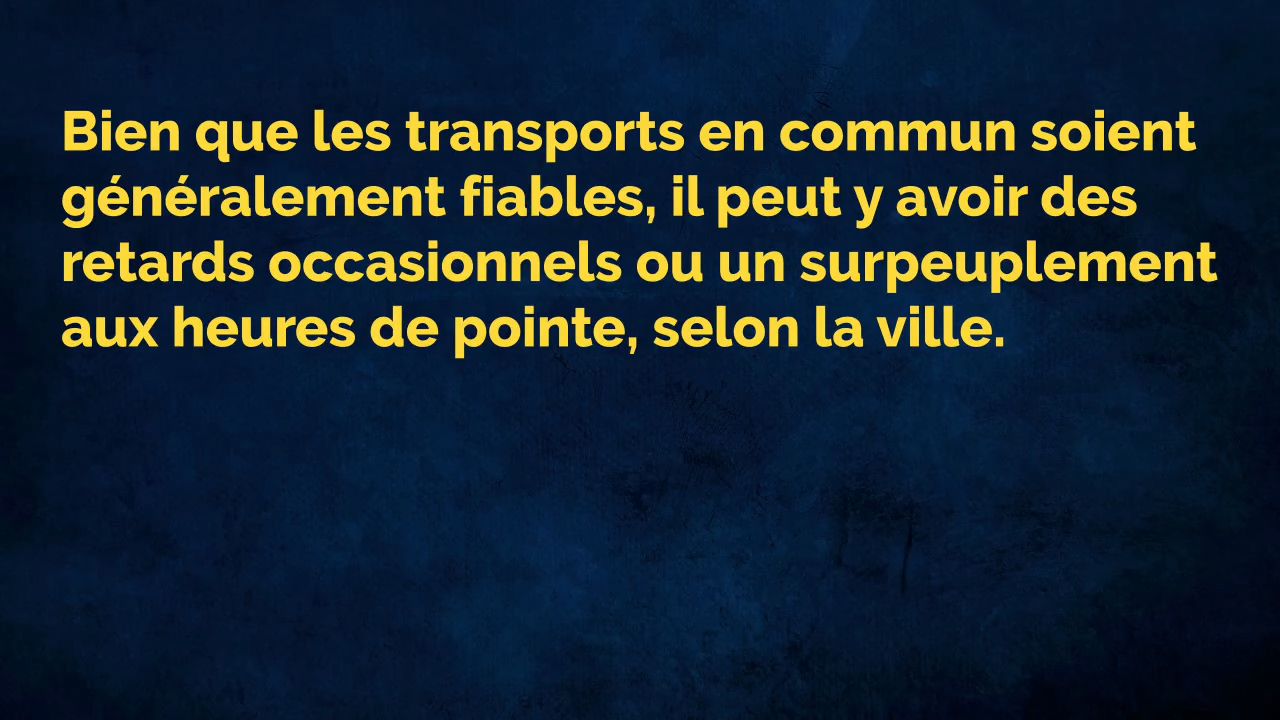 Bien que les transports en commun soient
généralement fiables, il peut y avoir des
retards occasionnels ou un surpeuplement
aux heures de pointe, selon la ville.